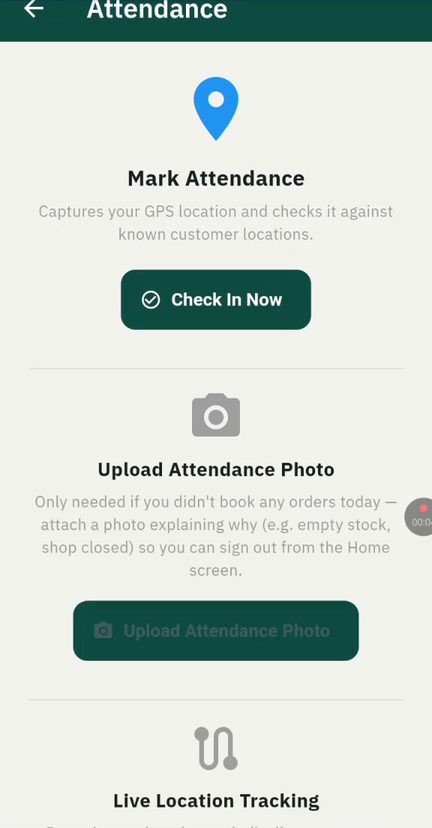 Attendance
Mark Attendance
Captures your GPS location and checks it against
known customer locations.
Check In Now
Upload Attendance Photo
Only needed if you didn't book any orders today —
attach a photo explaining why (e.g. empty stock,
shop closed) so you can sign out from the Home
screen.
Upload Attendance Photo
Live Location Tracking